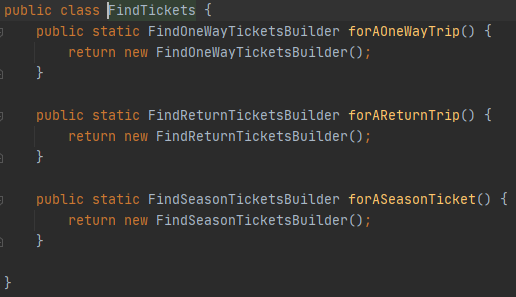 public class FindTickets {
    public static FindOneWayTicketsBuilder forAOneWayTrip() {
        return new FindOneWayTicketsBuilder();
    }

    public static FindReturnTicketsBuilder forAReturnTrip() {
        return new FindReturnTicketsBuilder();
    }

    public static FindSeasonTicketsBuilder forASeasonTicket() {
        return new FindSeasonTicketsBuilder();
    }

}